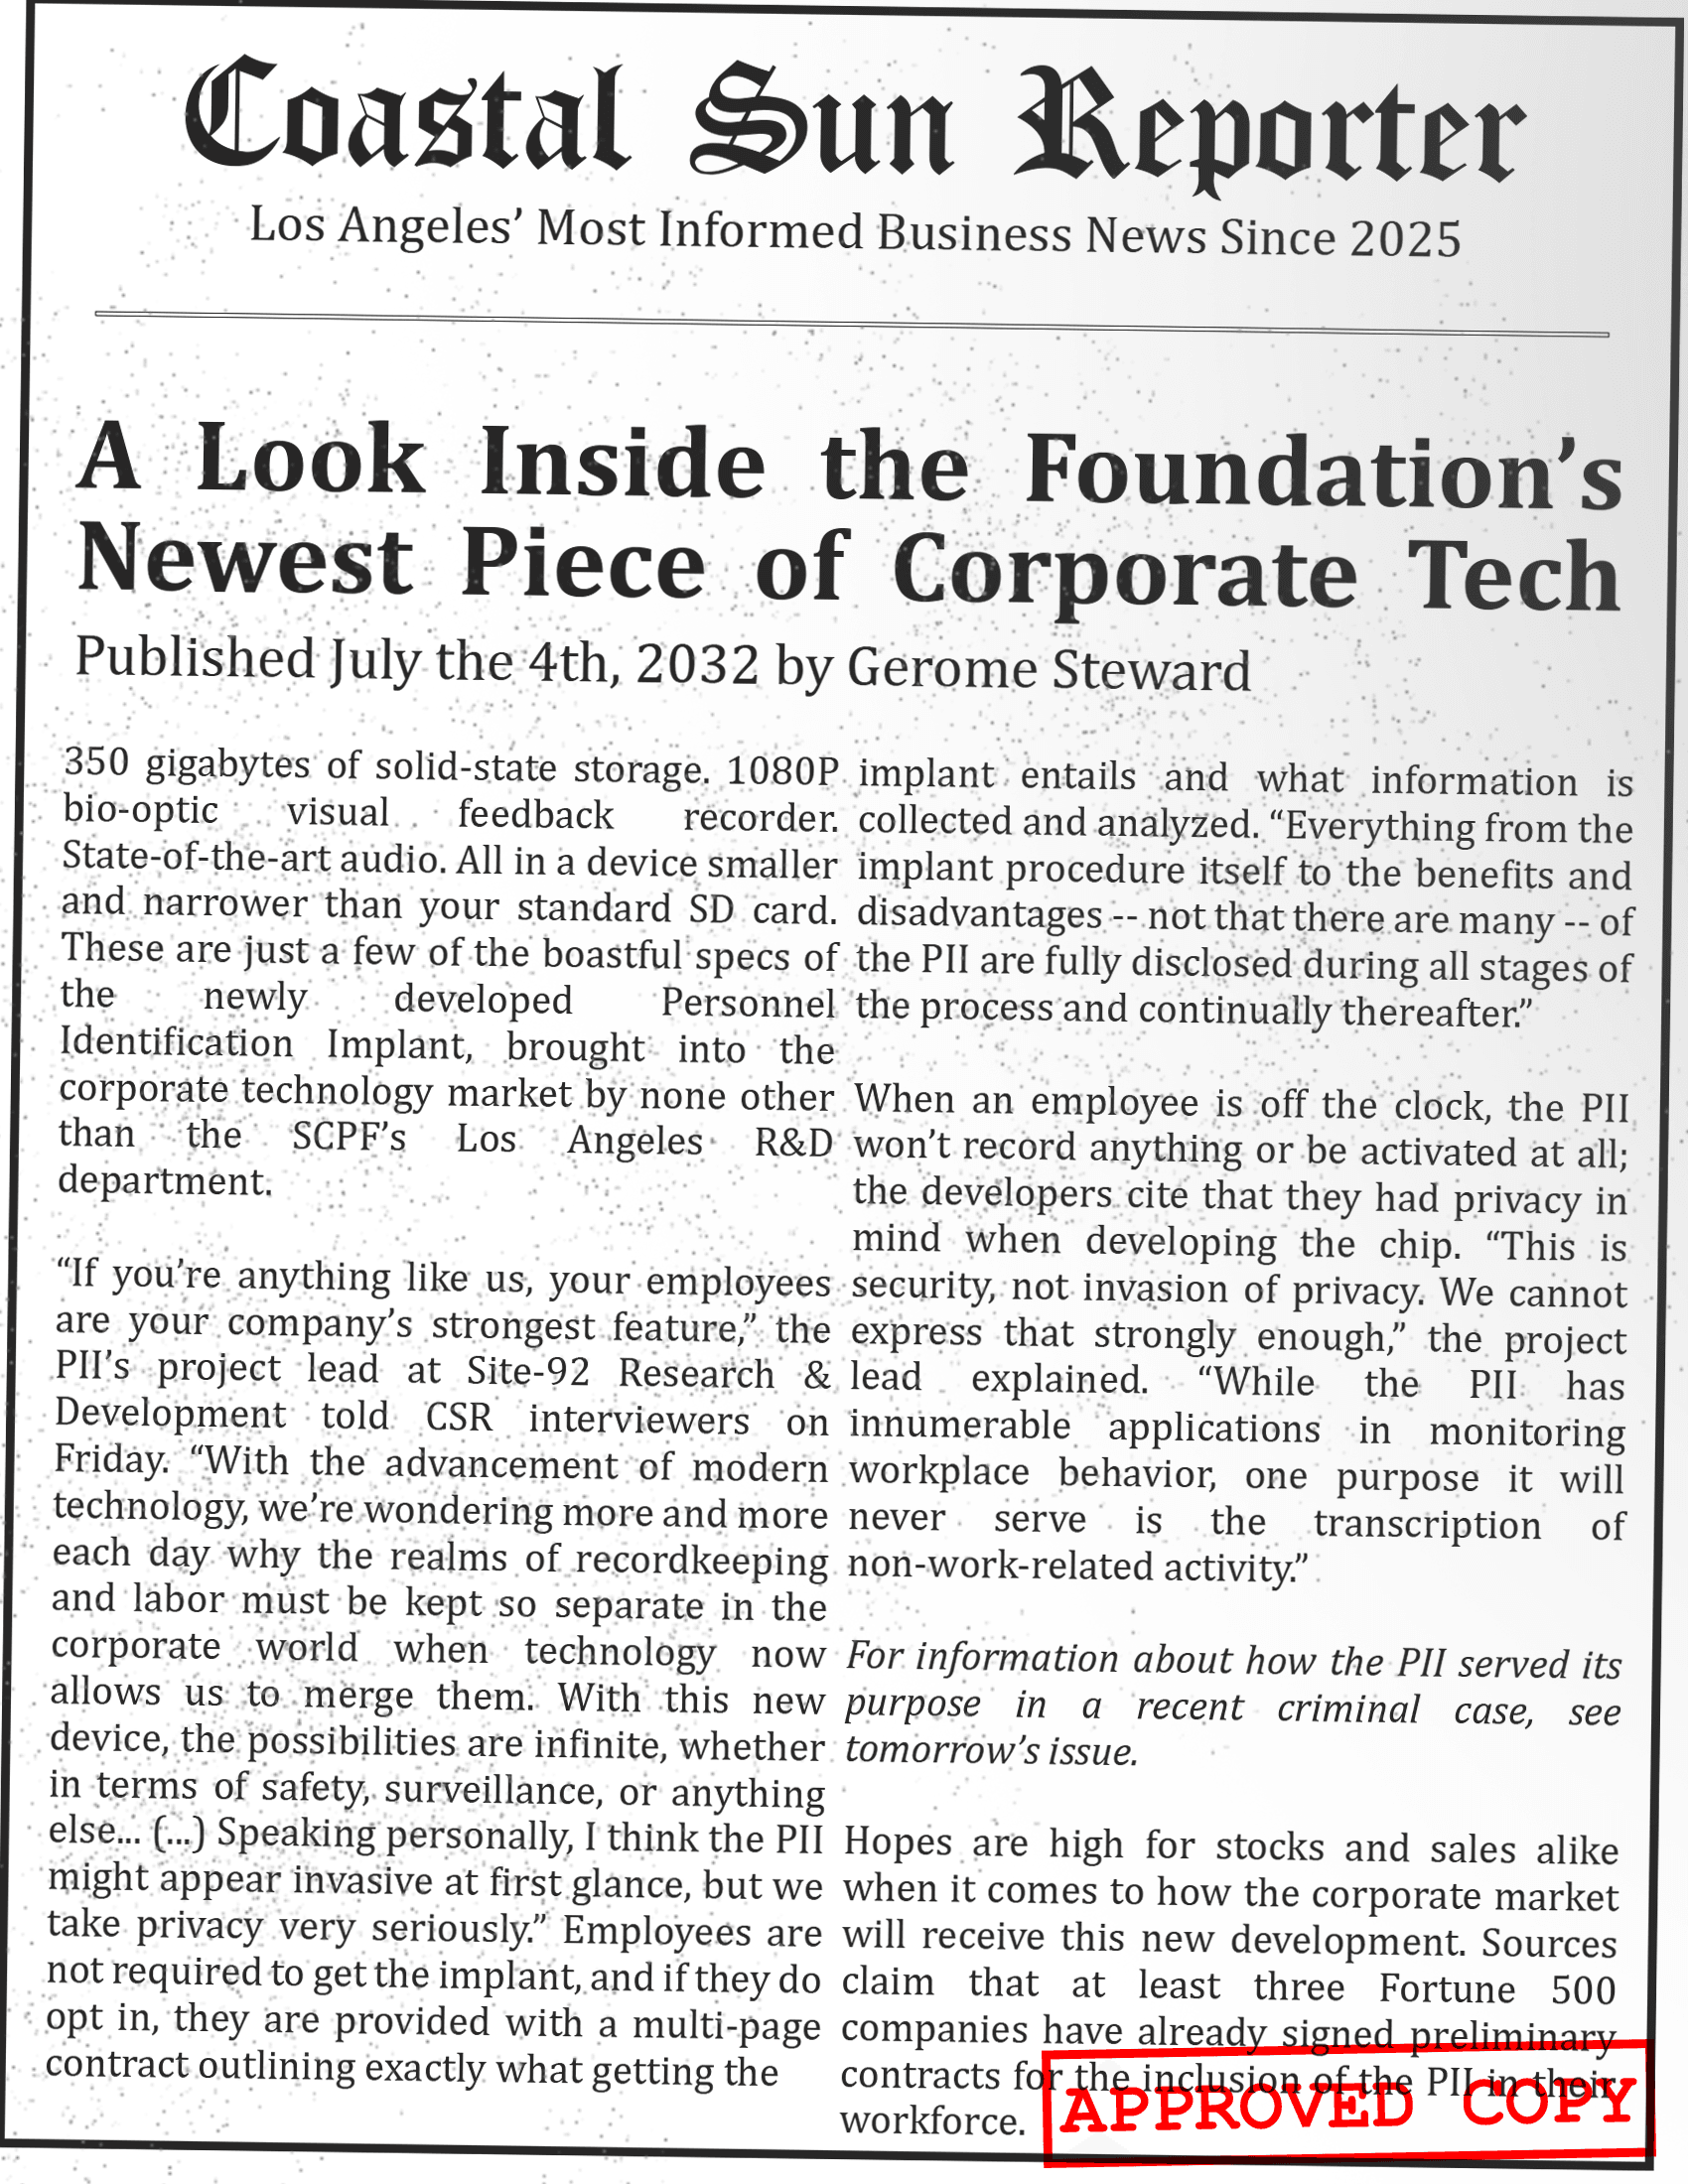 Coastal Sun Reporter
Los Angeles’ Most Informed Business News Since 2025
A Look Inside the Foundation’s
Newest Piece of Corporate Tech
Published July the 4th, 2032 by Gerome Steward
350 gigabytes of solid-state storage. 1080P
bio-optic visual feedback recorder.
State-of-the-art audio. All in a device smaller
and narrower than your standard SD card.
These are just a few of the boastful specs of
the newly developed Personnel
Identification Implant, brought into the
corporate technology market by none other
than the SCPF’s Los Angeles R&D
department.
“If you’re anything like us, your employees
are your company’s strongest feature,” the
PII’s project lead at Site-92 Research &
Development told CSR interviewers on
Friday. “With the advancement of modern
technology, we’re wondering more and more
each day why the realms of recordkeeping
and labor must be kept so separate in the
corporate world when technology now
allows us to merge them. With this new
device, the possibilities are infinite, whether
in terms of safety, surveillance, or anything
else... (...) Speaking personally, I think the PII
might appear invasive at first glance, but we
take privacy very seriously.” Employees are
not required to get the implant, and if they do
opt in, they are provided with a multi-page
contract outlining exactly what getting the
implant entails and what information is
collected and analyzed. “Everything from the
implant procedure itself to the benefits and
disadvantages -- not that there are many -- of
the PII are fully disclosed during all stages of
the process and continually thereafter.”
When an employee is off the clock, the PII
won’t record anything or be activated at all;
the developers cite that they had privacy in
mind when developing the chip. “This is
security, not invasion of privacy. We cannot
express that strongly enough,” the project
lead explained. “While the PII has
innumerable applications in monitoring
workplace behavior, one purpose it will
never serve is the transcription of
non-work-related activity.”
For information about how the PII served its
purpose in a recent criminal case, see
tomorrow’s issue.
Hopes are high for stocks and sales alike
when it comes to how the corporate market
will receive this new development. Sources
claim that at least three Fortune 500
companies have already signed preliminary
contracts for the inclusion of the PII in their
workforce.
APPROVED COPY